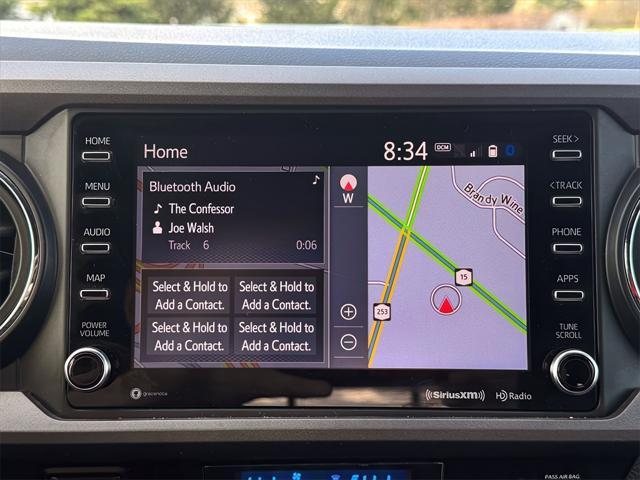 HOME
MENU
AUDIO
MAP
POWER
VOLUME
Home
8:34
DCM
Bluetooth Audio
The Confessor
Joe Walsh
Track 6 0:06
Select & Hold to
Add a Contact.
Select & Hold to
Add a Contact.
Select & Hold to
Add a Contact.
Select & Hold to
Add a Contact.
W
Brandy Wine
15
253
SEEK >
< TRACK
PHONE
APPS
TUNE
SCROLL
gracenote
((SiriusXM))
HD Radio
PASS AIR BAG